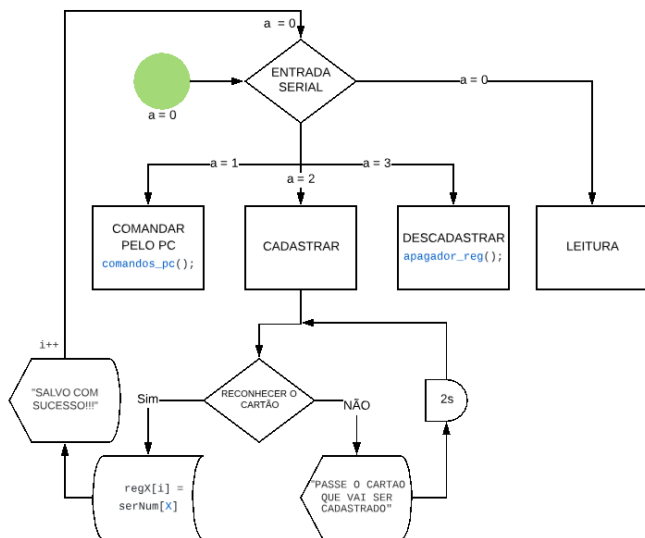 a = 0
ENTRADA
SERIAL
a = 0
a = 0
a = 1
a = 3
a = 2
COMANDAR
PELO PC
comandos_pc();
CADASTRAR
DESCADASTRAR
apagador_reg();
LEITURA
i++
"SALVO COM
SUCESSO!!!"
RECONHECER O
CARTÃO
Sim
NÃO
2s
regX[i] =
serNum[X]
"PASSE O CARTAO
QUE VAI SER
CADASTRADO"